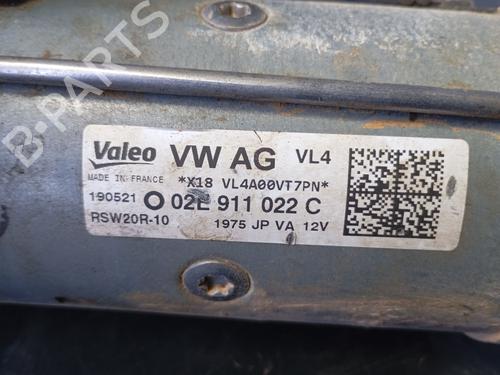 Valeo VW AG VL4
MADE IN FRANCE *X18 VL4A00VT7PN*
190521 O 02E 911 022 C
RSW20R-10 1975 JP VA 12V